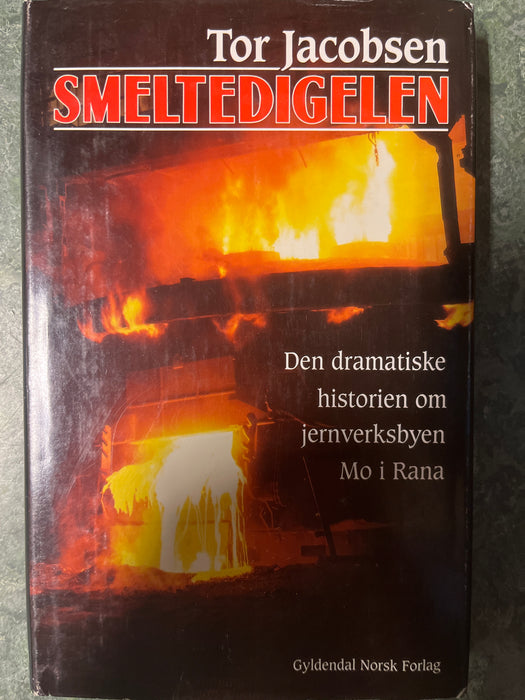 Tor Jacobsen
SMELTEDIGELEN
Den dramatiske
historien om
jernverksbyen
Mo i Rana
Gyldendal Norsk Forlag